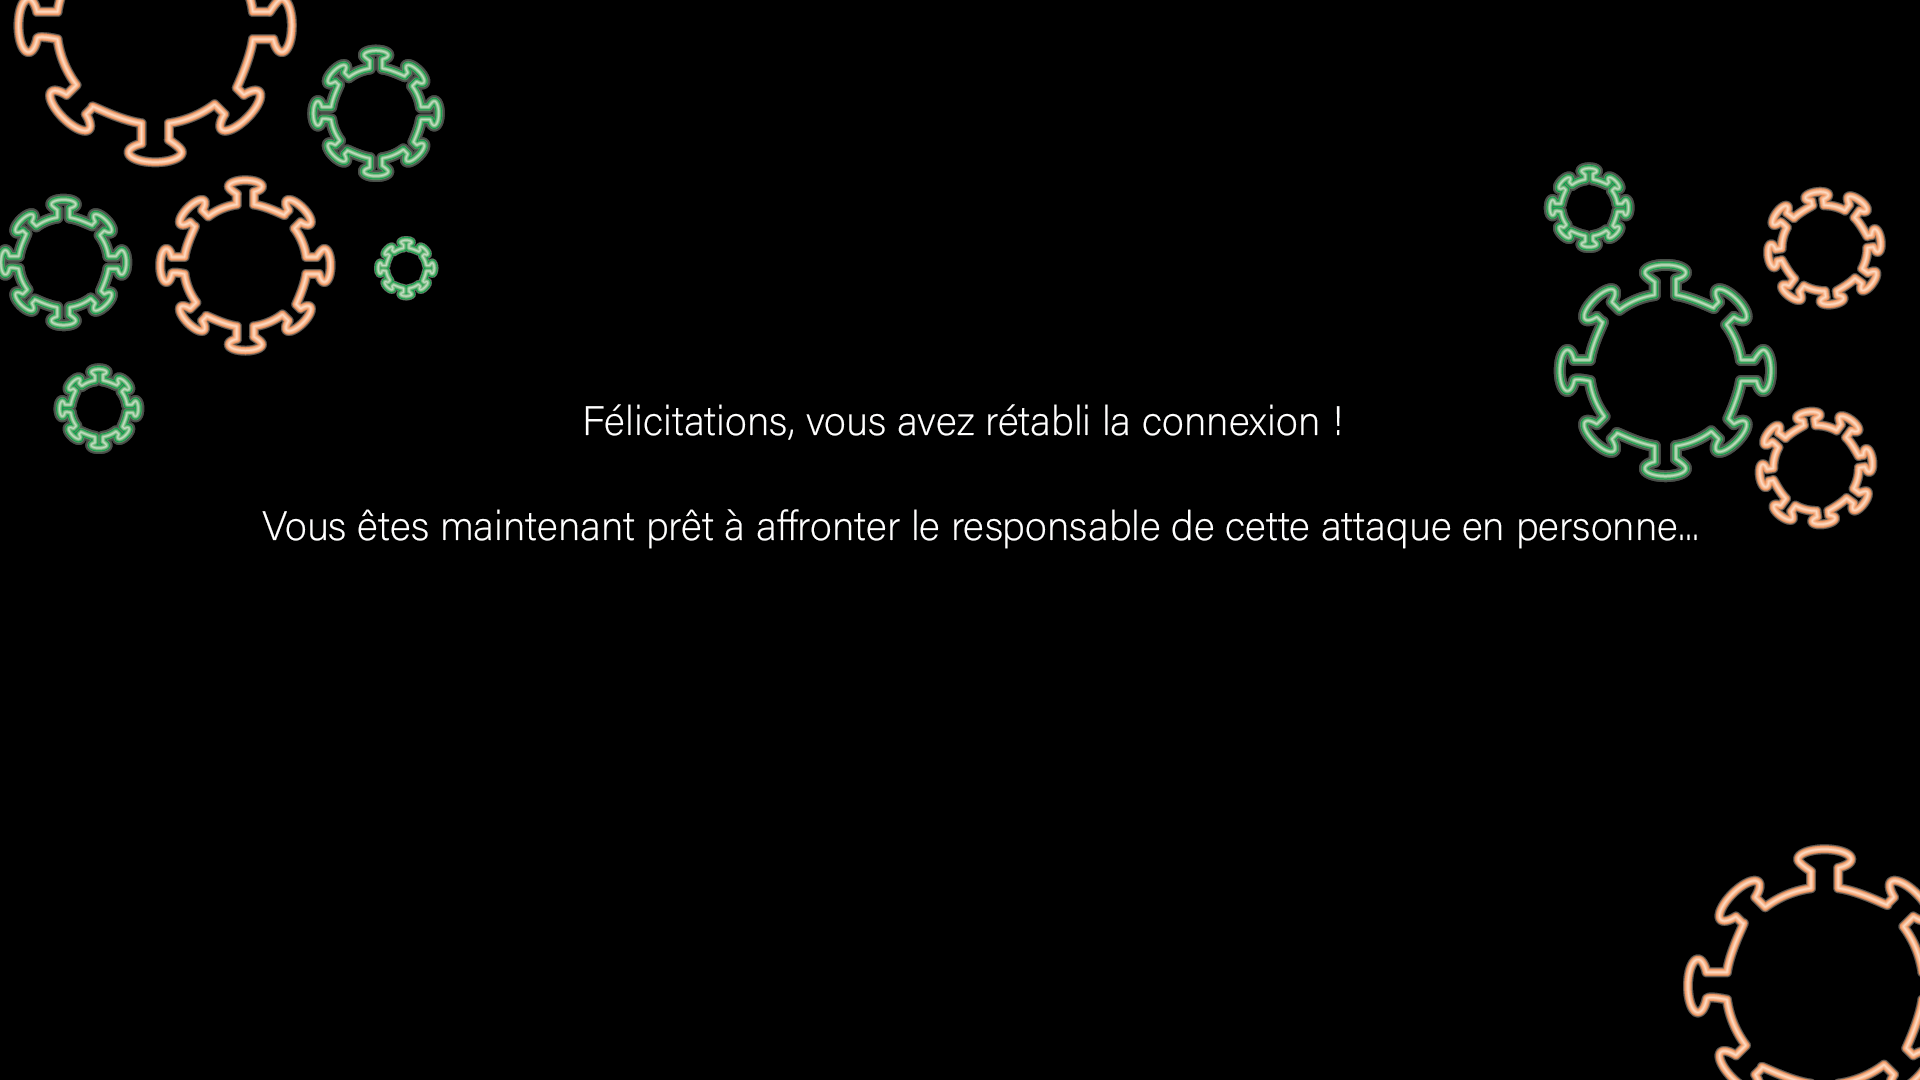 Félicitations, vous avez rétabli la connexion !
Vous êtes maintenant prêt à affronter le responsable de cette attaque en personne...